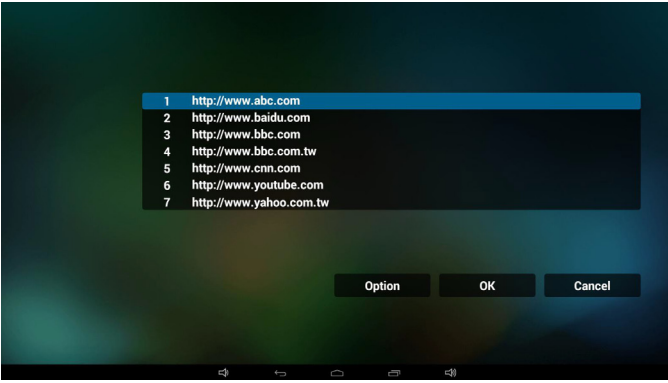 1 http://www.abc.com
2 http://www.baidu.com
3 http://www.bbc.com
4 http://www.bbc.com.tw
5 http://www.cnn.com
6 http://www.youtube.com
7 http://www.yahoo.com.tw
Option OK Cancel